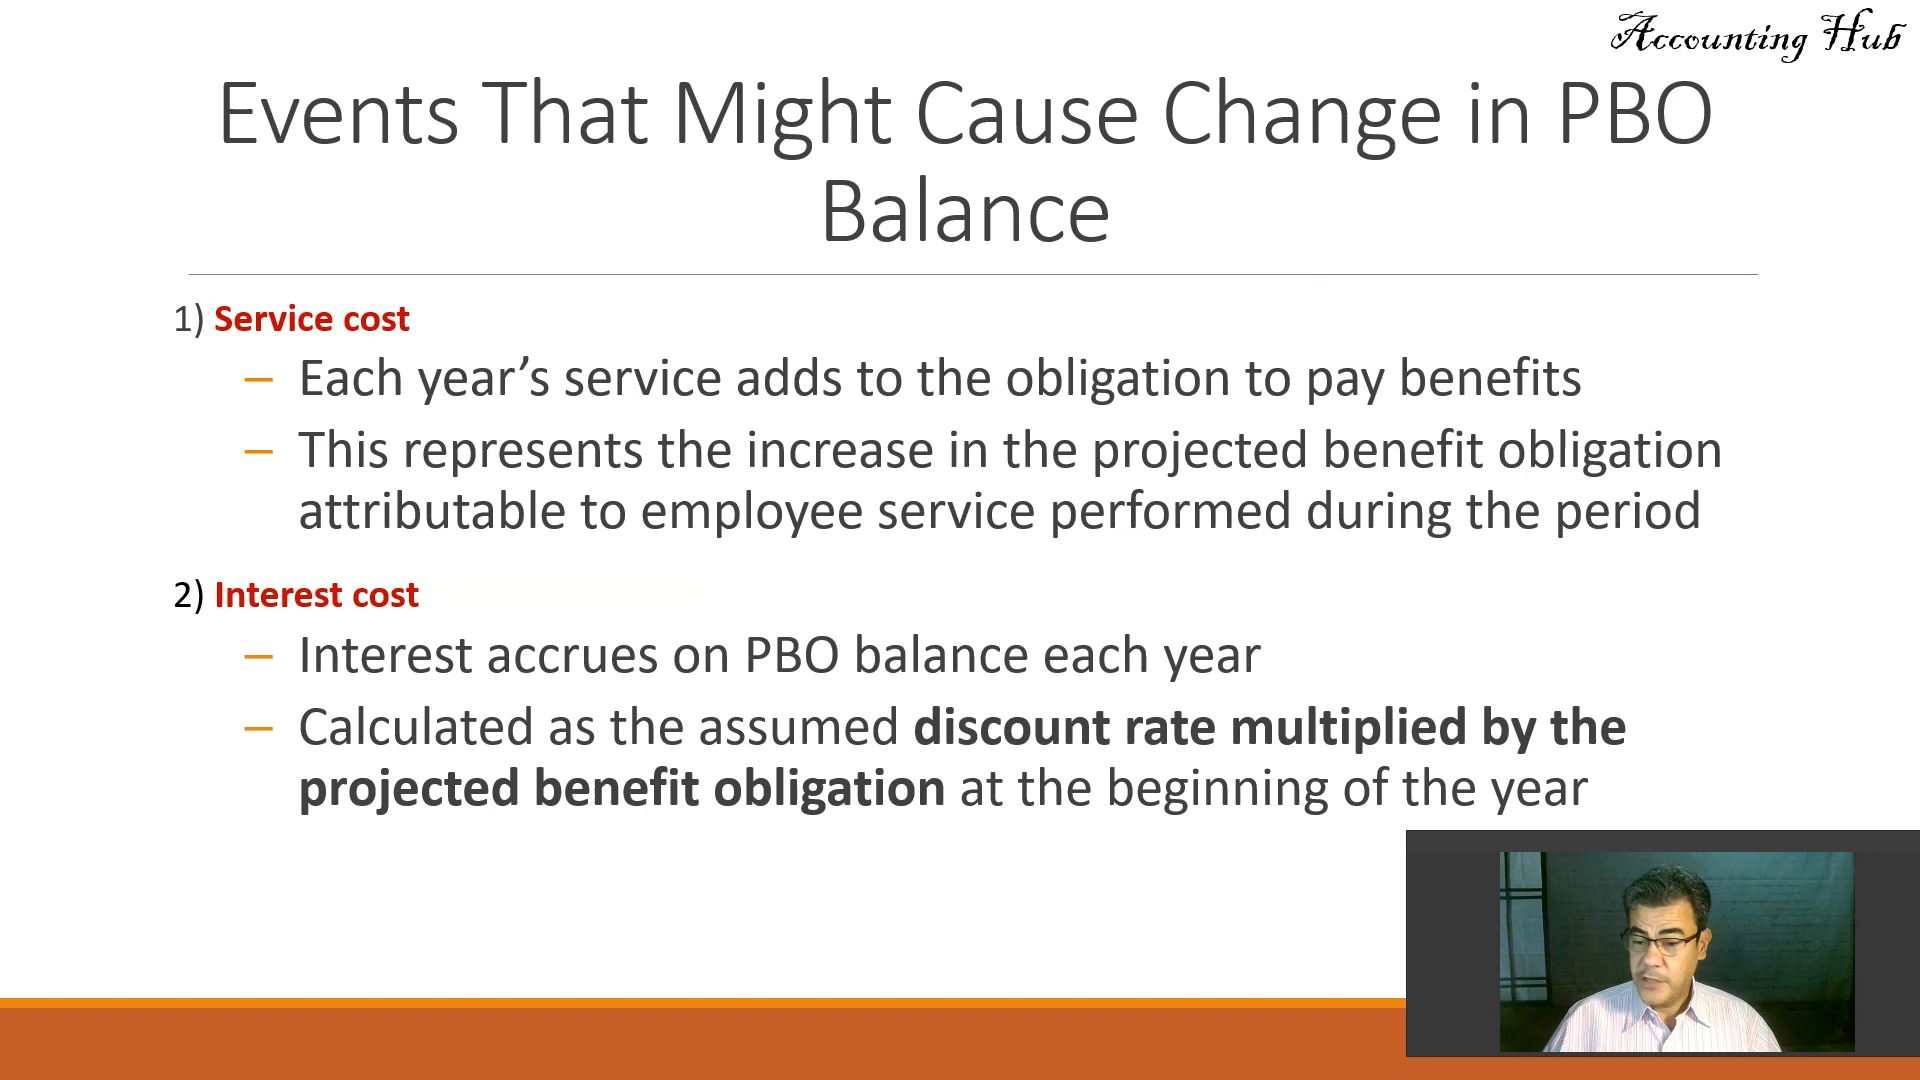 Accounting Hub
Events That Might Cause Change in PBO
Balance
1) Service cost
– Each year’s service adds to the obligation to pay benefits
– This represents the increase in the projected benefit obligation
attributable to employee service performed during the period
2) Interest cost
– Interest accrues on PBO balance each year
– Calculated as the assumed discount rate multiplied by the
projected benefit obligation at the beginning of the year